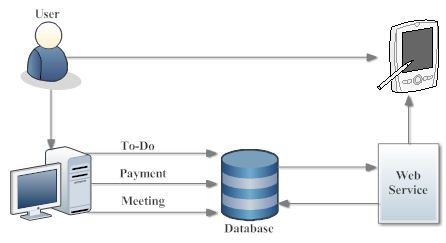 User
To-Do
Payment
Meeting
Database
Web
Service